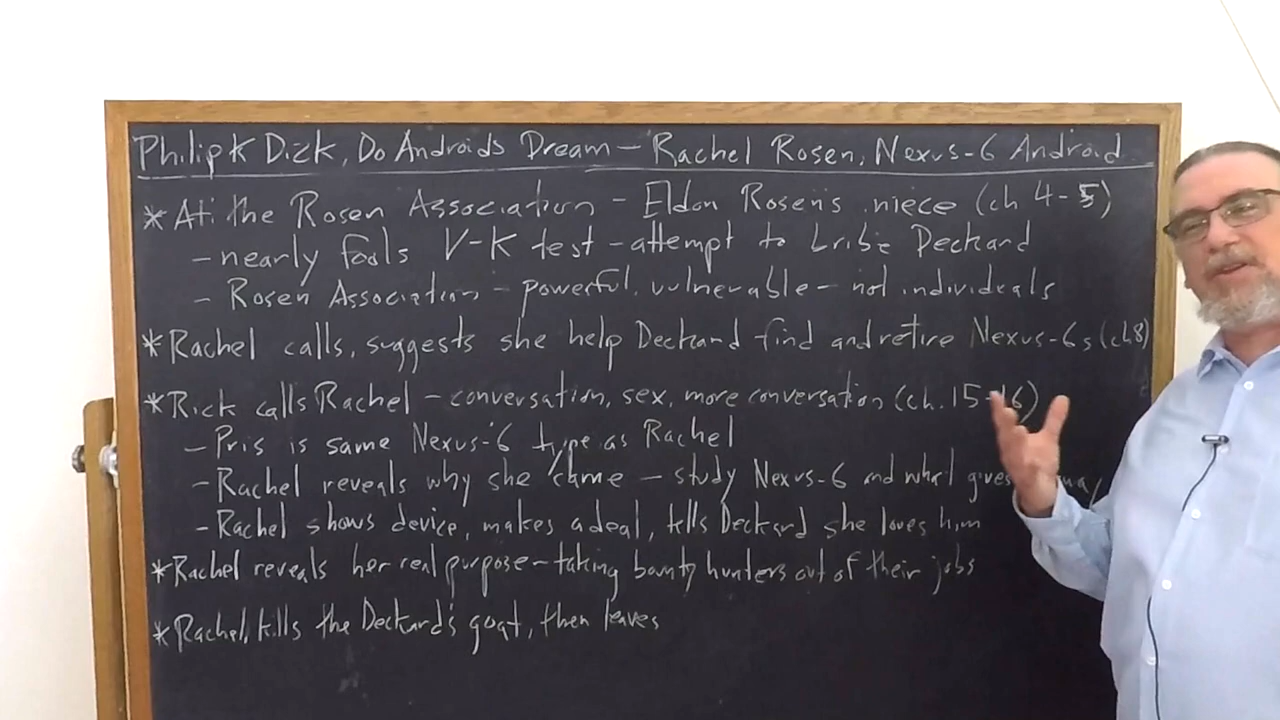 Philip K Dick, Do Androids Dream — Rachel Rosen, Nexus-6 Android
* At the Rosen Association - Eldon Rosen's niece (ch 4-5)
- nearly fools V-K test - attempt to bribe Deckard
- Rosen Association - powerful, vulnerable - not individuals
* Rachel calls, suggests she help Deckard find and retire Nexus-6s (ch 8)
* Rick calls Rachel - conversation, sex, more conversation (ch. 15-16)
- Pris is same Nexus-6 type as Rachel
- Rachel reveals why she came — study Nexus-6 and what gives
- Rachel shows device, makes a deal, tells Deckard she loves him
* Rachel reveals her real purpose - taking bounty hunters out of their jobs
* Rachel, kills the Deckard's goat, then leaves